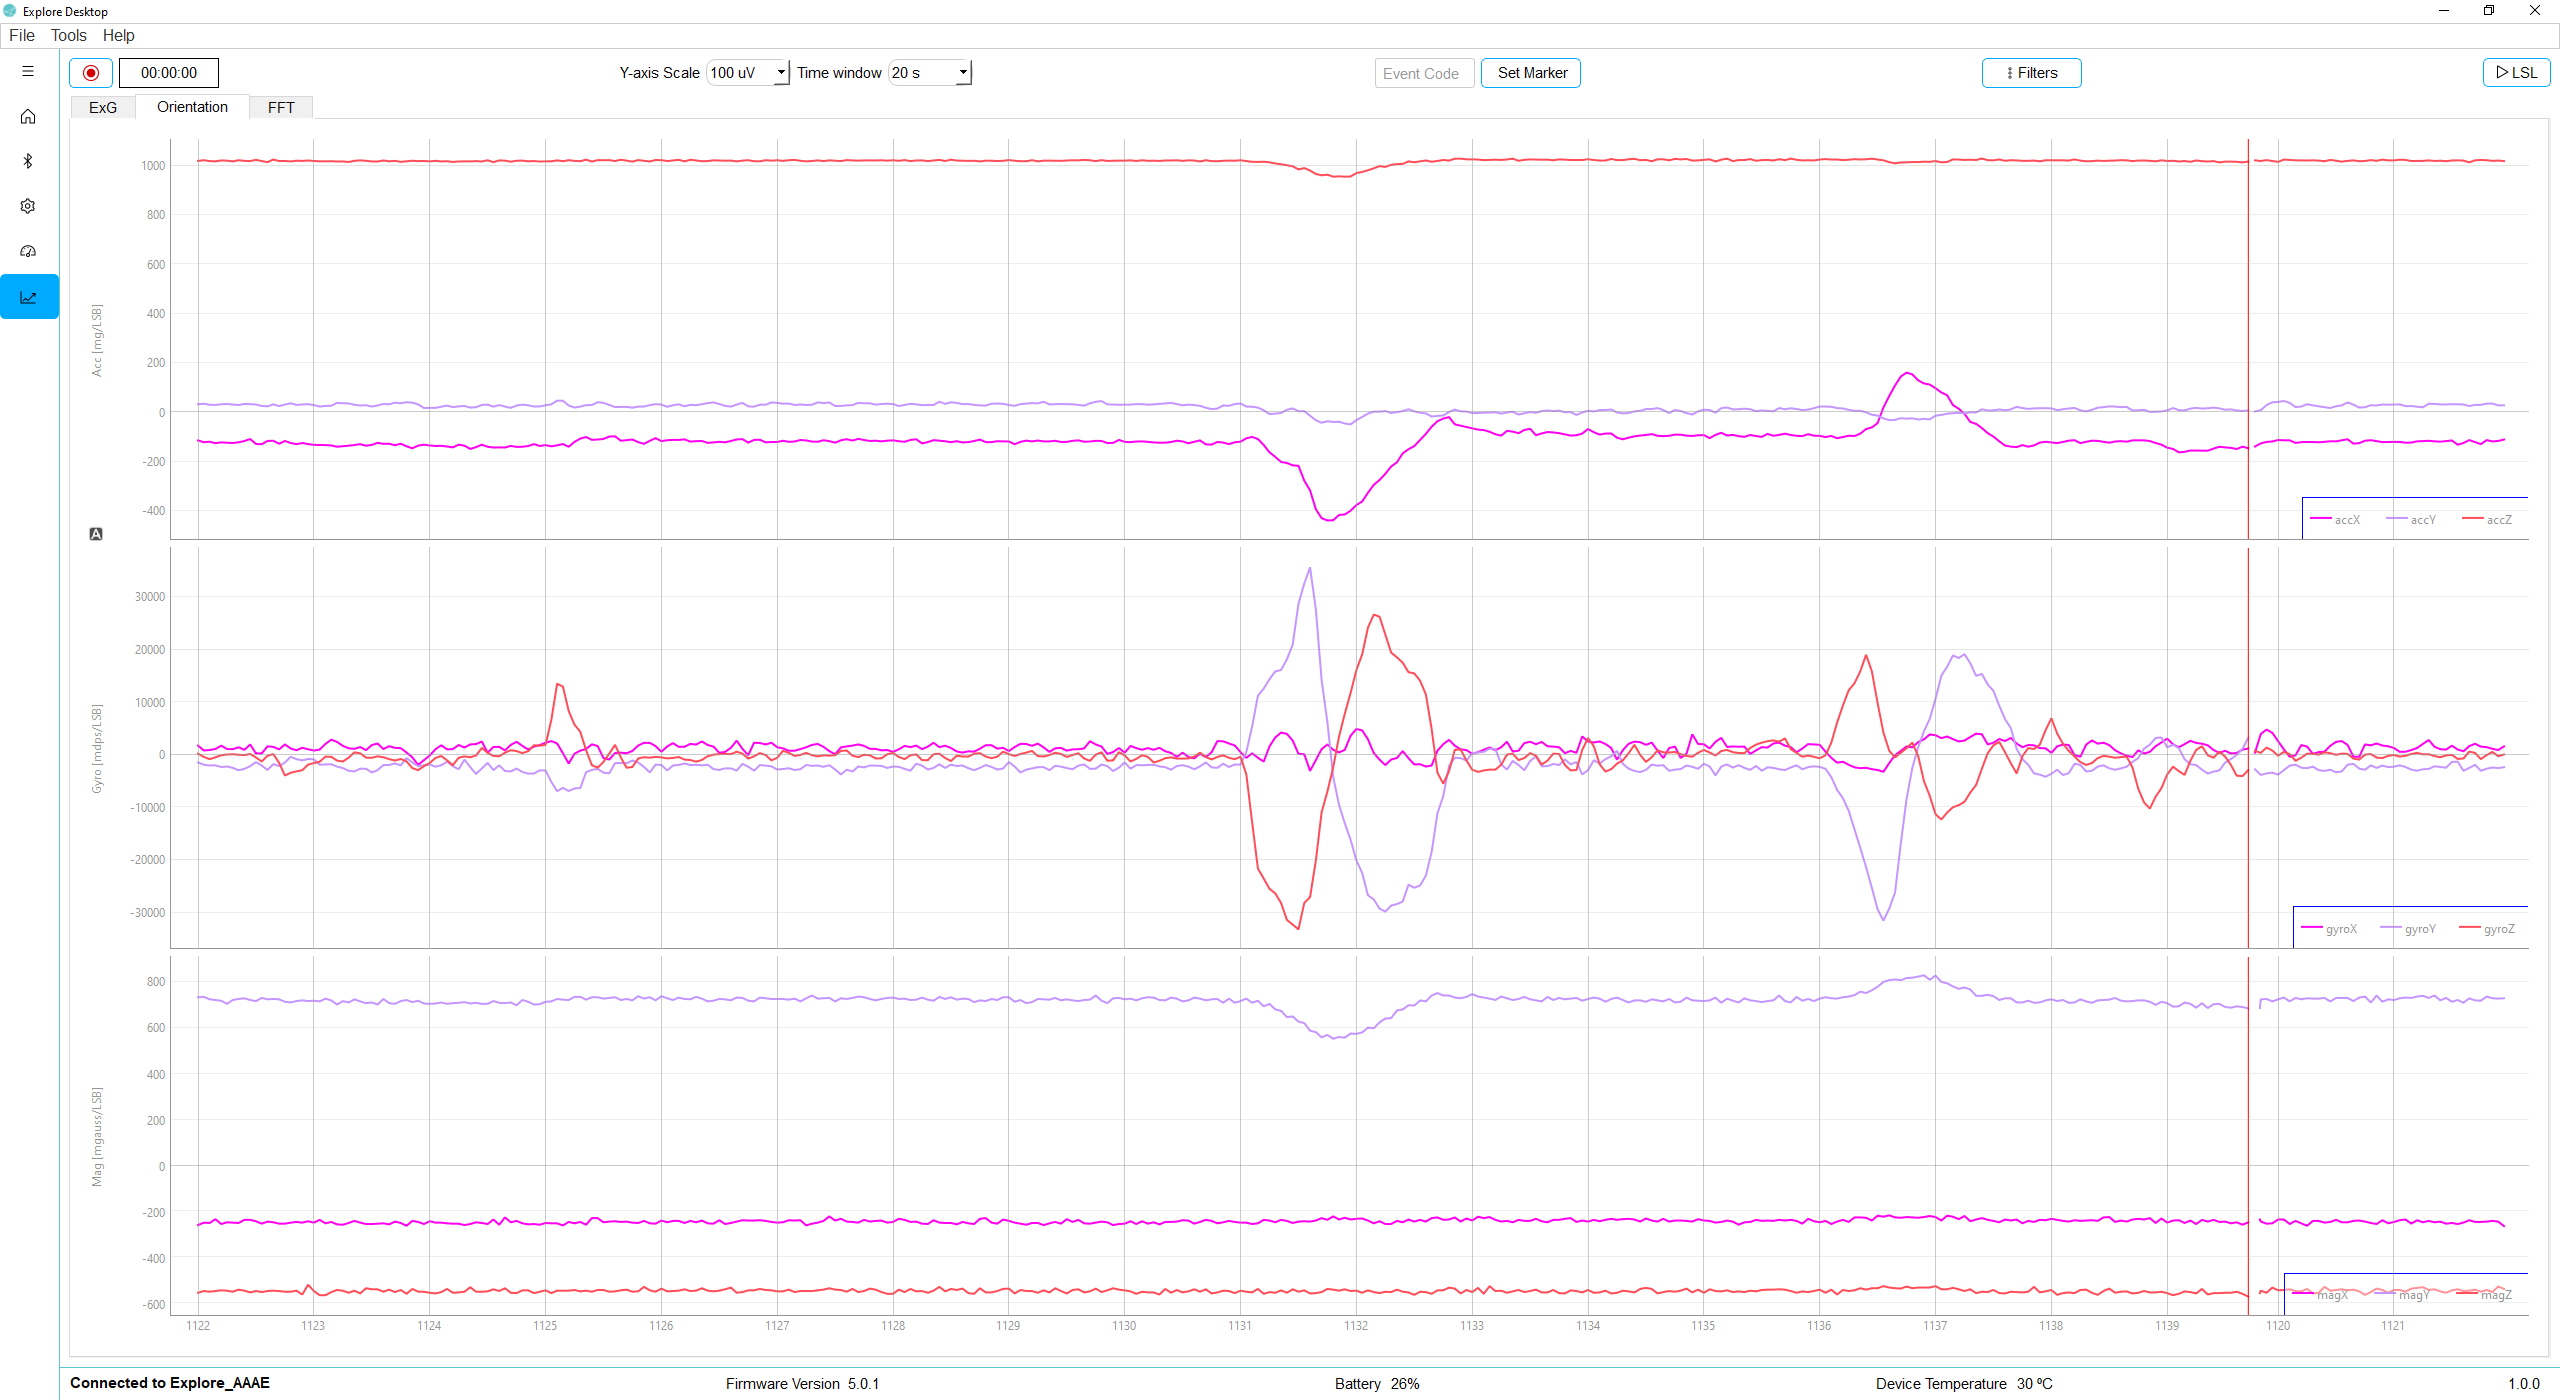 Explore Desktop
File Tools Help
00:00:00 Y-axis Scale 100 uV Time window 20 s Event Code Set Marker Filters LSL
ExG Orientation FFT
Acc [mg/LSB]
1000
800
600
400
200
0
-200
-400
accX accY accZ
A
Gyro [mdps/LSB]
30000
20000
10000
0
-10000
-20000
-30000
gyroX gyroY gyroZ
Mag [mgauss/LSB]
800
600
400
200
0
-200
-400
-600
magX magY magZ
1122 1123 1124 1125 1126 1127 1128 1129 1130 1131 1132 1133 1134 1135 1136 1137 1138 1139 1120 1121
Connected to Explore_AAAE Firmware Version 5.0.1 Battery 26% Device Temperature 30 ºC 1.0.0